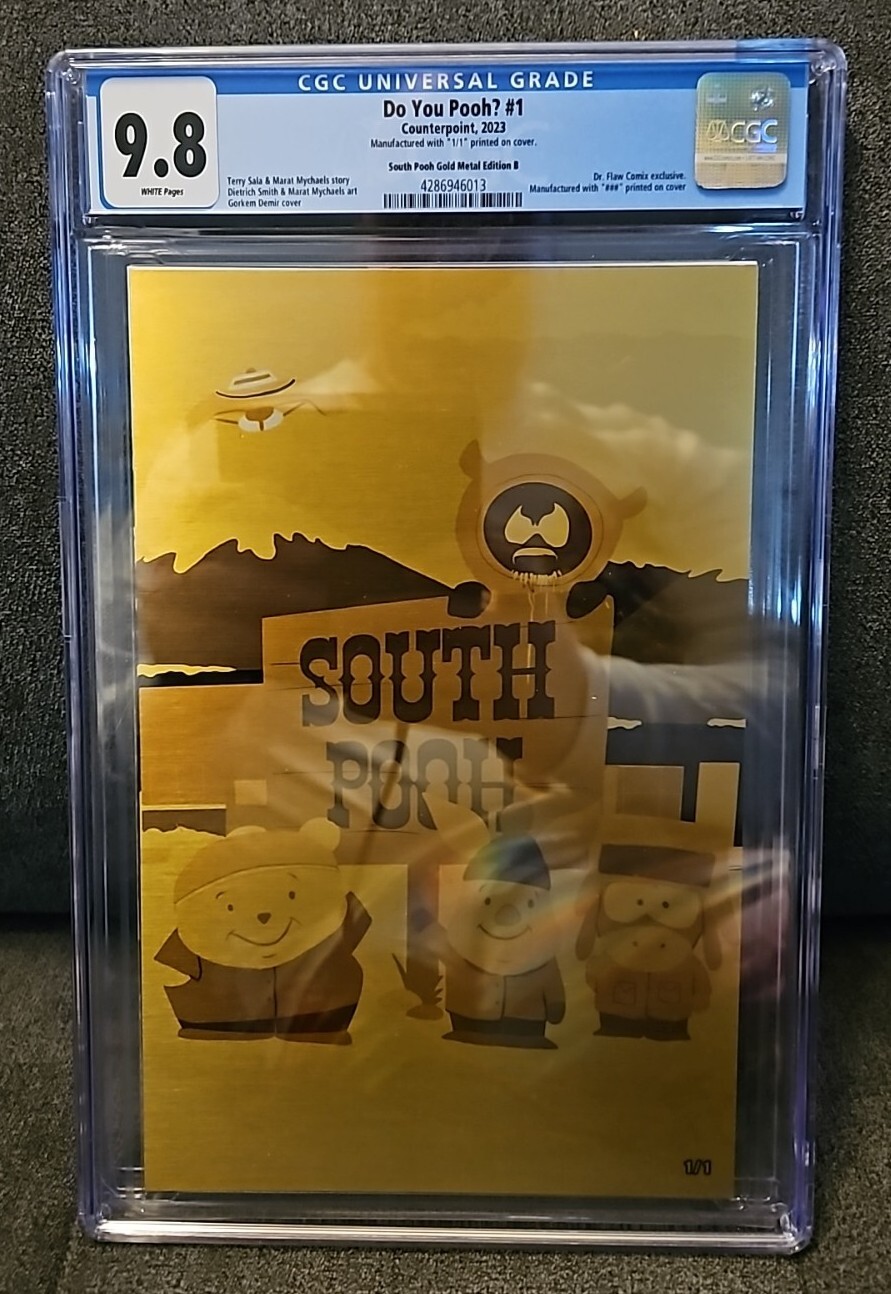 CGC UNIVERSAL GRADE
9.8
WHITE Pages
Do You Pooh? #1
Counterpoint, 2023
Manufactured with "1/1" printed on cover.
South Pooh Gold Metal Edition B
4286946013
Terry Sala & Marat Mychaels story
Dietrich Smith & Marat Mychaels art
Gorkem Demir cover
Dr. Flaw Comix exclusive.
Manufactured with "###" printed on cover
CGC
SOUTH
POOH
1/1